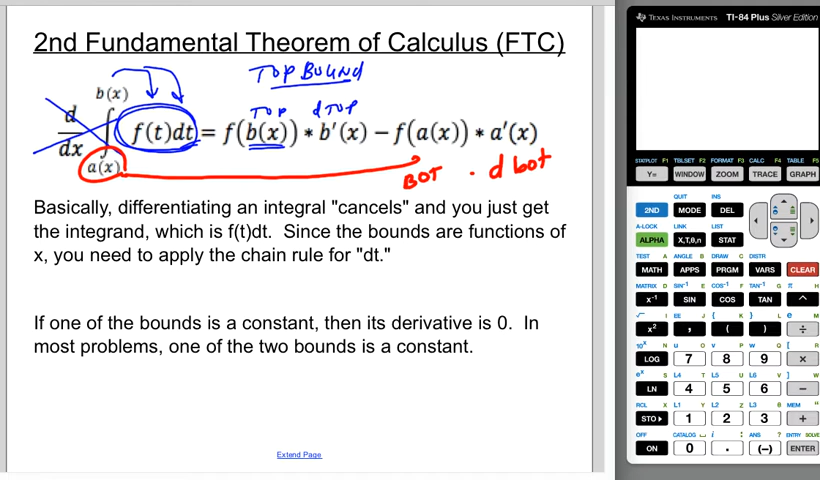 2nd Fundamental Theorem of Calculus (FTC)
TOP BOUND
b(x)
TOP d TOP
d/dx ∫ f(t)dt = f(b(x)) * b′(x) − f(a(x)) * a′(x)
a(x)
BOT . d bot
Basically, differentiating an integral "cancels" and you just get
the integrand, which is f(t)dt. Since the bounds are functions of
x, you need to apply the chain rule for "dt."
If one of the bounds is a constant, then its derivative is 0. In
most problems, one of the two bounds is a constant.
Extend Page
TEXAS INSTRUMENTS TI-84 Plus Silver Edition
STATPLOT F1 TBLSET F2 FORMAT F3 CALC F4 TABLE F5
Y= WINDOW ZOOM TRACE GRAPH
QUIT INS
2ND MODE DEL
A-LOCK LINK LIST
ALPHA X,T,θ,n STAT
TEST A ANGLE B DRAW C DISTR
MATH APPS PRGM VARS CLEAR
MATRIX D SIN⁻¹ E COS⁻¹ F TAN⁻¹ G π H
x⁻¹ SIN COS TAN ^
√ I EE J { K } L e M
x² , ( ) ÷
10ˣ N u O v P w Q [ R
LOG 7 8 9 ×
eˣ S L4 T L5 U L6 V ] W
LN 4 5 6 −
RCL X L1 Y L2 Z L3 θ MEM "
STO▸ 1 2 3 +
OFF CATALOG i : ANS ? ENTRY SOLVE
ON 0 . (−) ENTER